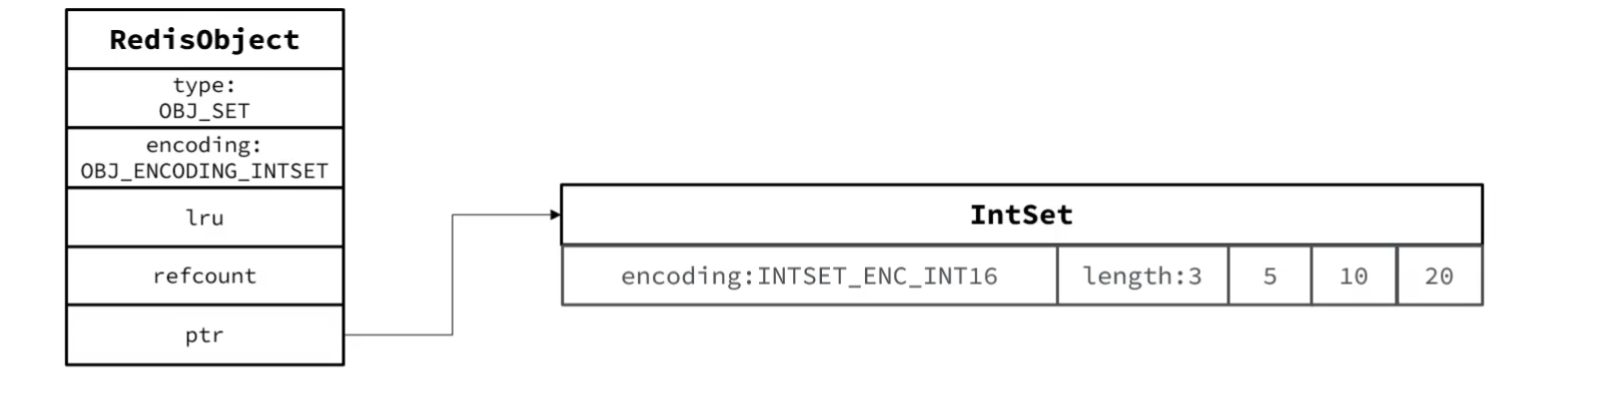 RedisObject
type:
OBJ_SET
encoding:
OBJ_ENCODING_INTSET
lru
refcount
ptr
IntSet
encoding:INTSET_ENC_INT16 length:3 5 10 20